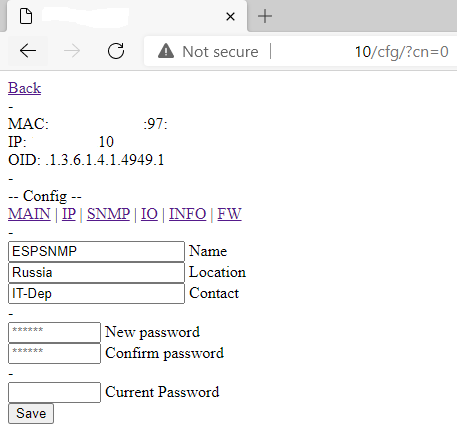 Not secure | 10/cfg/?cn=0
Back
-
MAC: :97:
IP: 10
OID: .1.3.6.1.4.1.4949.1
-
-- Config --
MAIN | IP | SNMP | IO | INFO | FW
-
ESPSNMP Name
Russia Location
IT-Dep Contact
-
****** New password
****** Confirm password
-
Current Password
Save